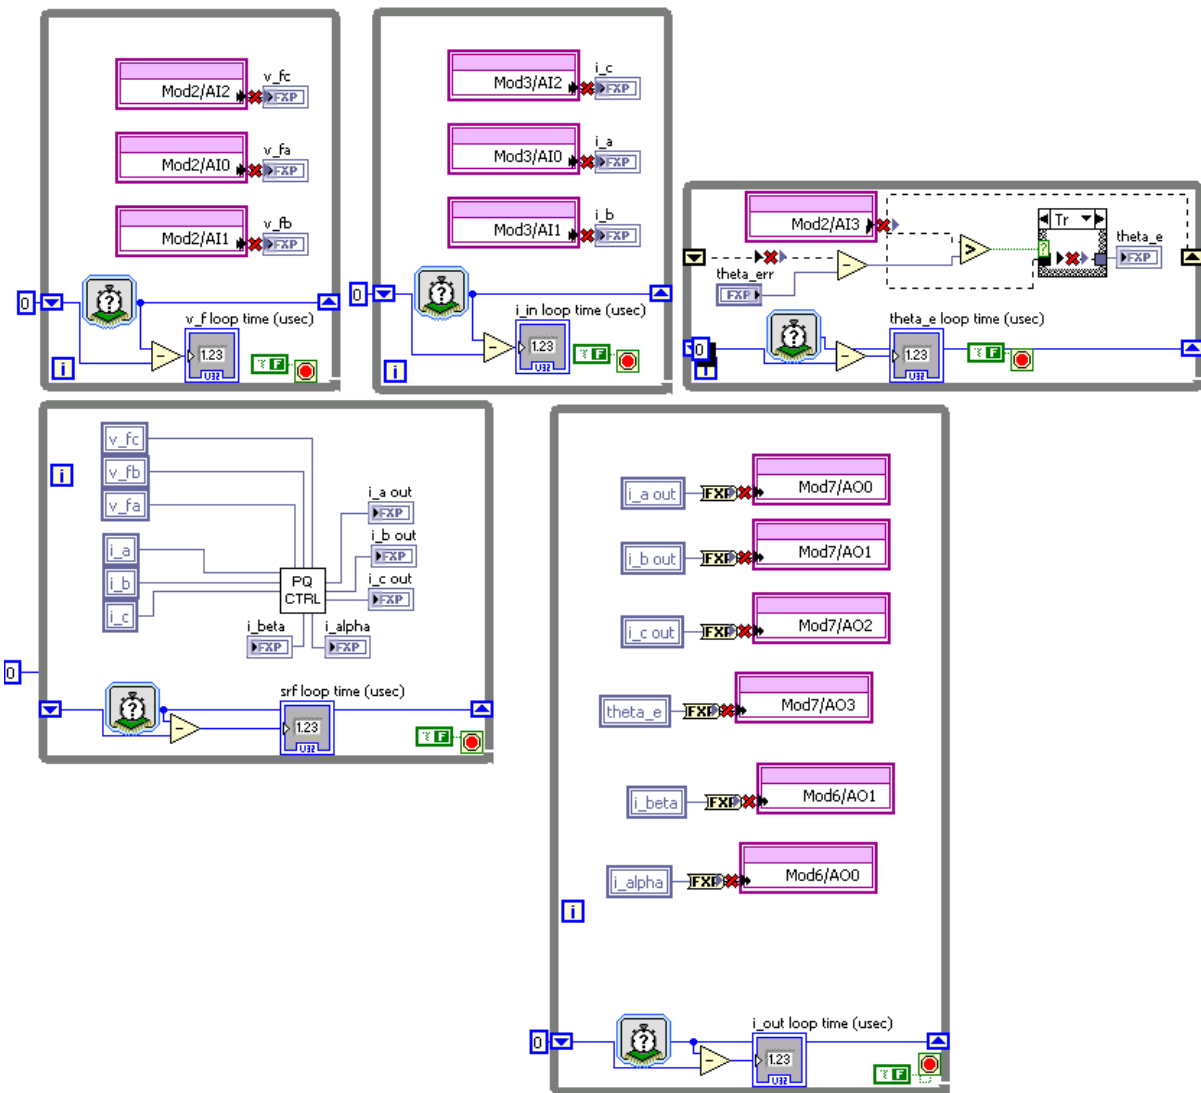 v_fc
Mod2/AI2
FXP
v_fa
Mod2/AI0
FXP
v_fb
Mod2/AI1
FXP
0
?
v_f loop time (usec)
1.23
U32
F
i
i_c
Mod3/AI2
FXP
i_a
Mod3/AI0
FXP
i_b
Mod3/AI1
FXP
0
?
i_in loop time (usec)
1.23
U32
F
i
Mod2/AI3
Tr
>
?
theta_e
FXP
theta_err
FXP
-
0
?
theta_e loop time (usec)
1.23
U32
F
i
v_fc
i
v_fb
v_fa
i_a out
FXP
i_b out
FXP
i_a
i_b
i_c
PQ
CTRL
i_c out
FXP
i_beta
FXP
i_alpha
FXP
0
?
srf loop time (usec)
1.23
U32
F
i_a out
FXP
Mod7/AO0
i_b out
FXP
Mod7/AO1
i_c out
FXP
Mod7/AO2
theta_e
FXP
Mod7/AO3
i_beta
FXP
Mod6/AO1
i_alpha
FXP
Mod6/AO0
i
0
?
i_out loop time (usec)
1.23
U32
F